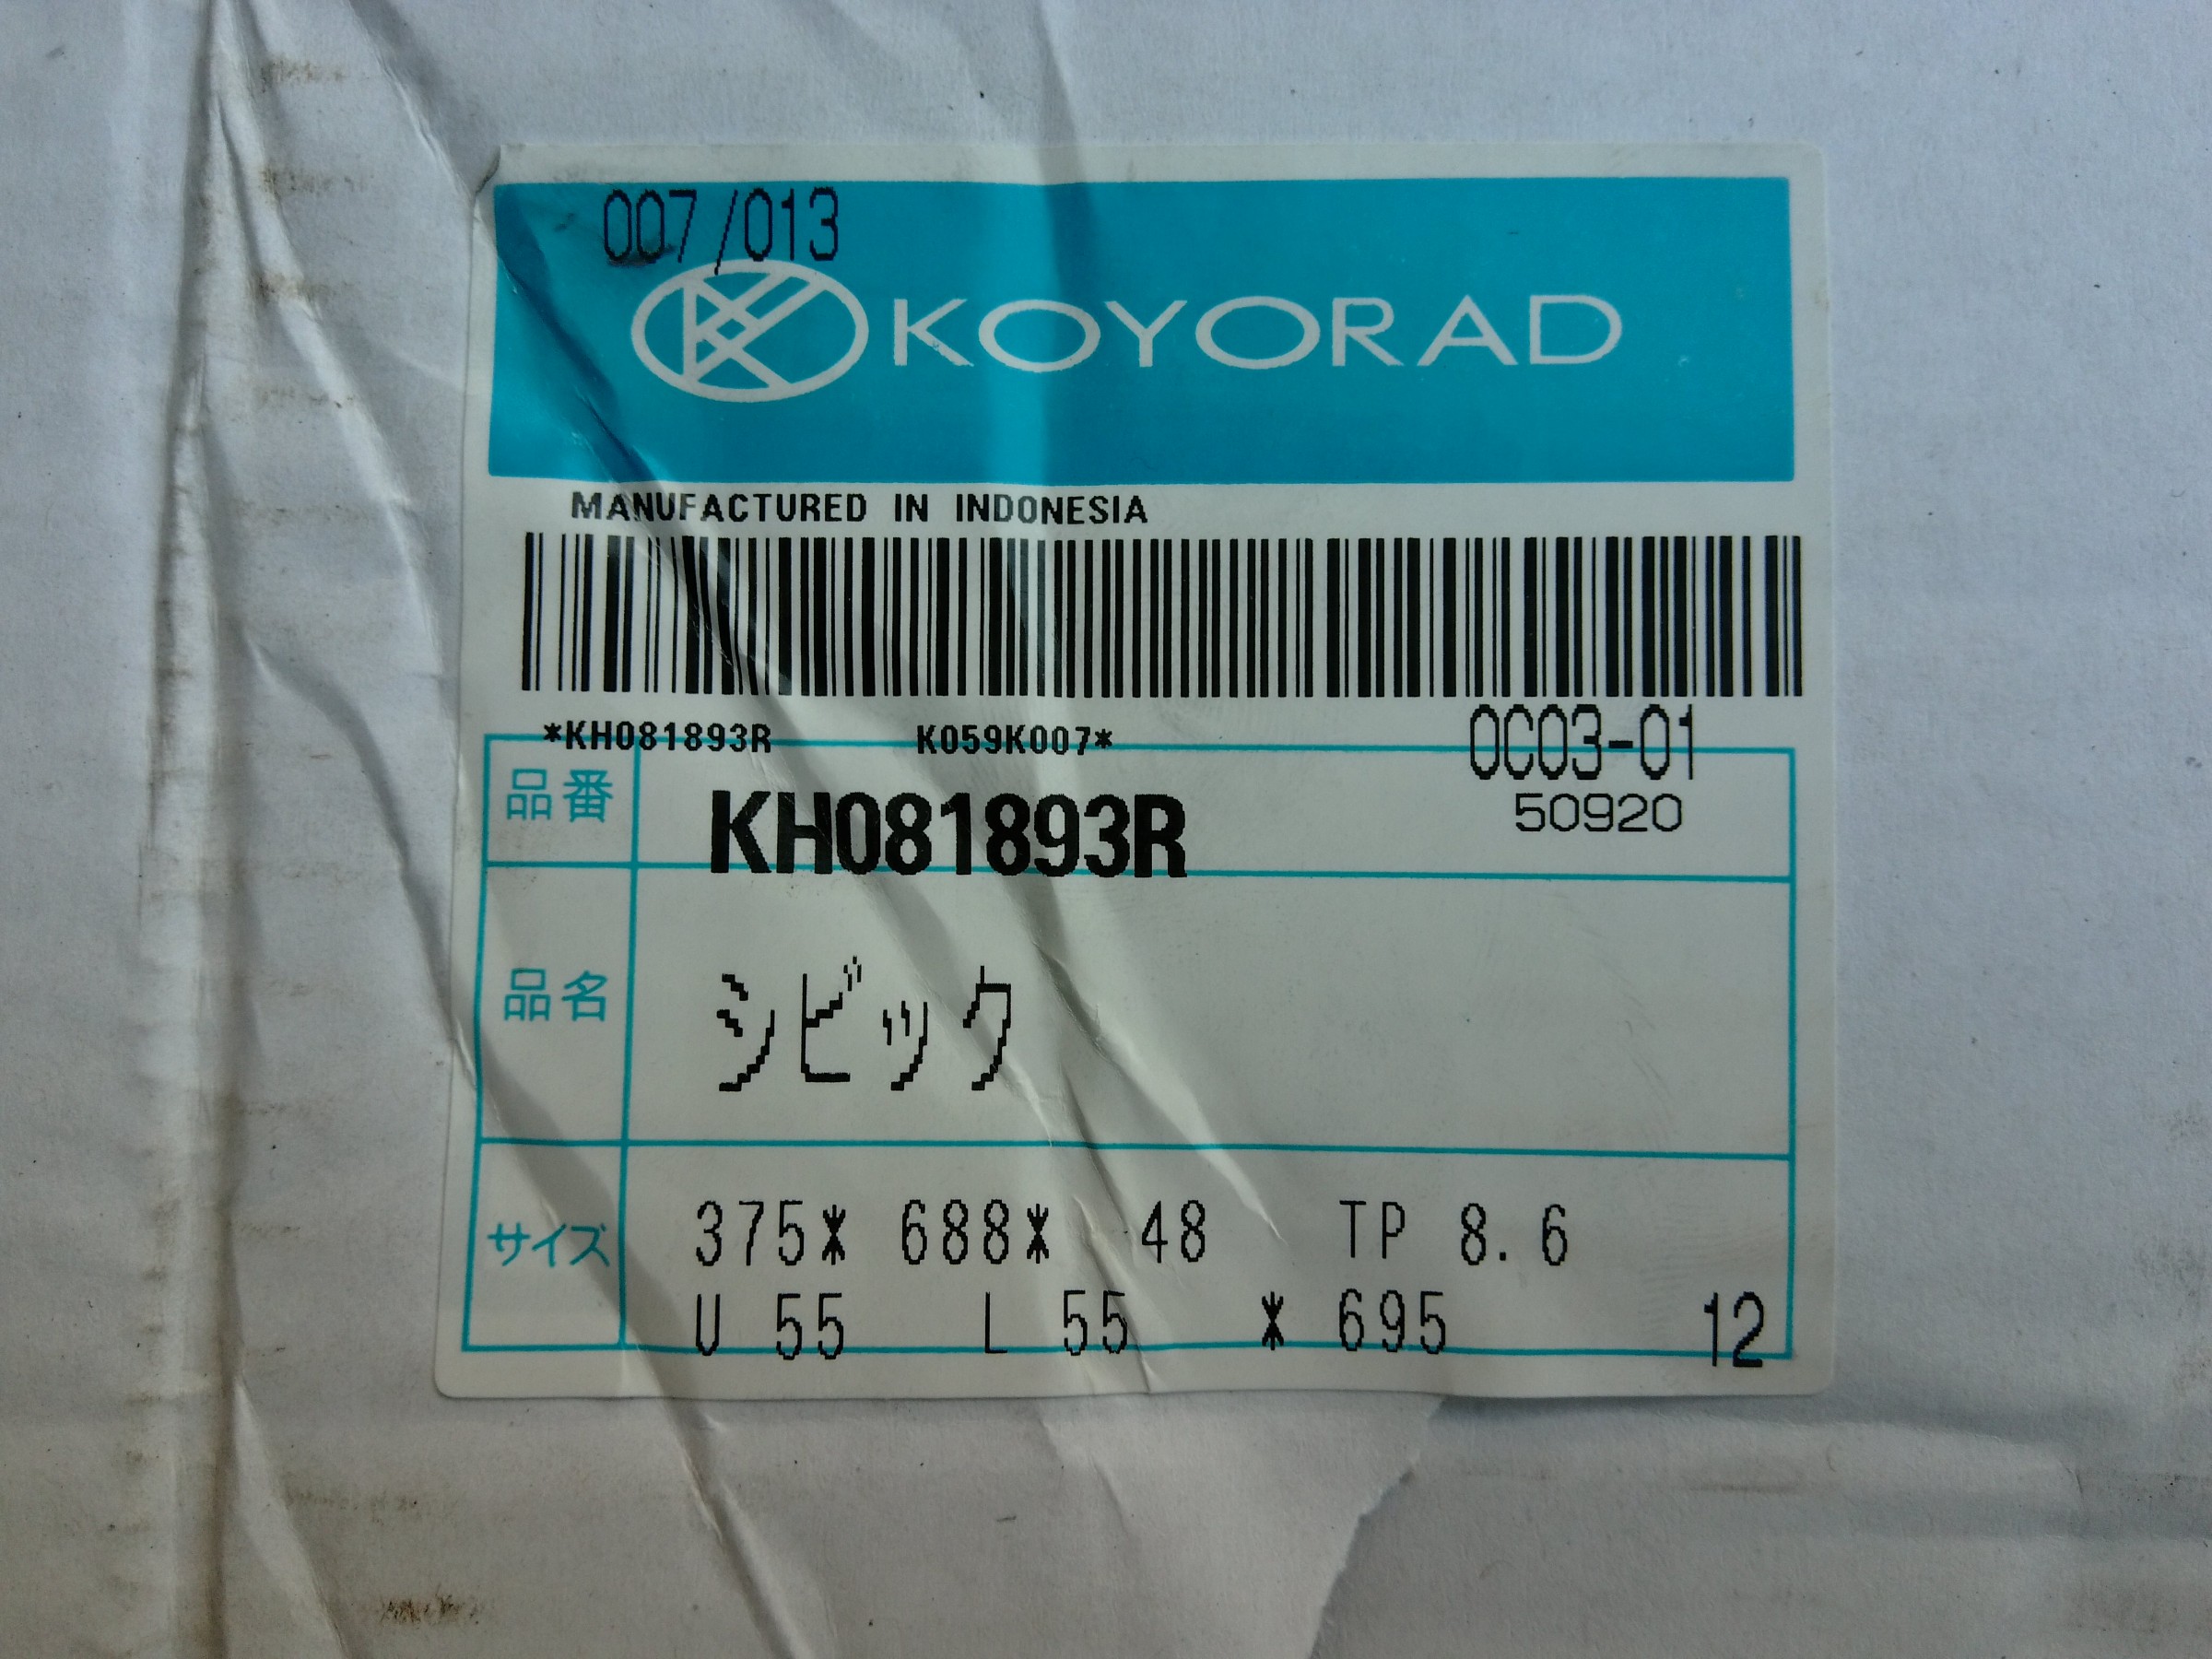 007/013
KOYORAD
MANUFACTURED IN INDONESIA
*KH081893R K059K007*
0C03-01
品番 KH081893R 50920
品名 シビック
サイズ 375* 688* 48 TP 8.6
U 55 L 55 * 695 12